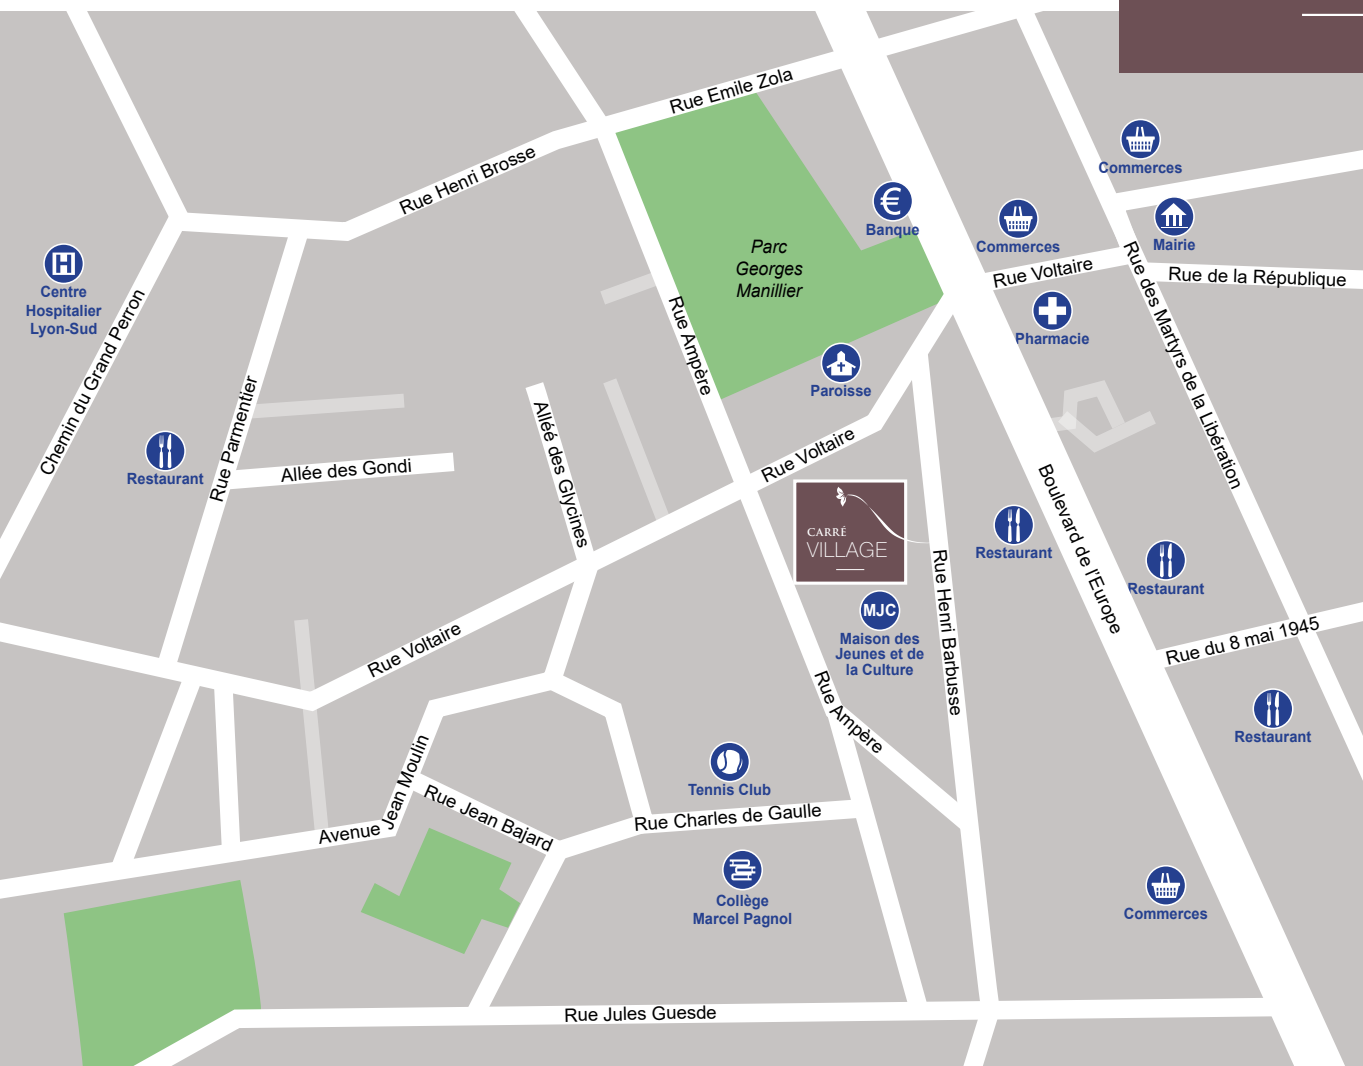 Rue Emile Zola
Commerces
Rue Henri Brosse
Banque
Commerces
Mairie
Parc
Georges
Manillier
Rue Voltaire
Rue de la République
H
Centre
Hospitalier
Lyon-Sud
Chemin du Grand Perron
Rue Ampère
Pharmacie
Rue des Martyrs de la Libération
Paroisse
Rue Parmentier
Alléé des Glycines
Restaurant
Allée des Gondi
Rue Voltaire
CARRÉ
VILLAGE
Restaurant
Boulevard de l'Europe
Restaurant
Rue Henri Barbusse
MJC
Maison des
Jeunes et de
la Culture
Rue Voltaire
Rue du 8 mai 1945
Rue Ampère
Restaurant
Tennis Club
Avenue Jean Moulin
Rue Jean Bajard
Rue Charles de Gaulle
Collège
Marcel Pagnol
Commerces
Rue Jules Guesde